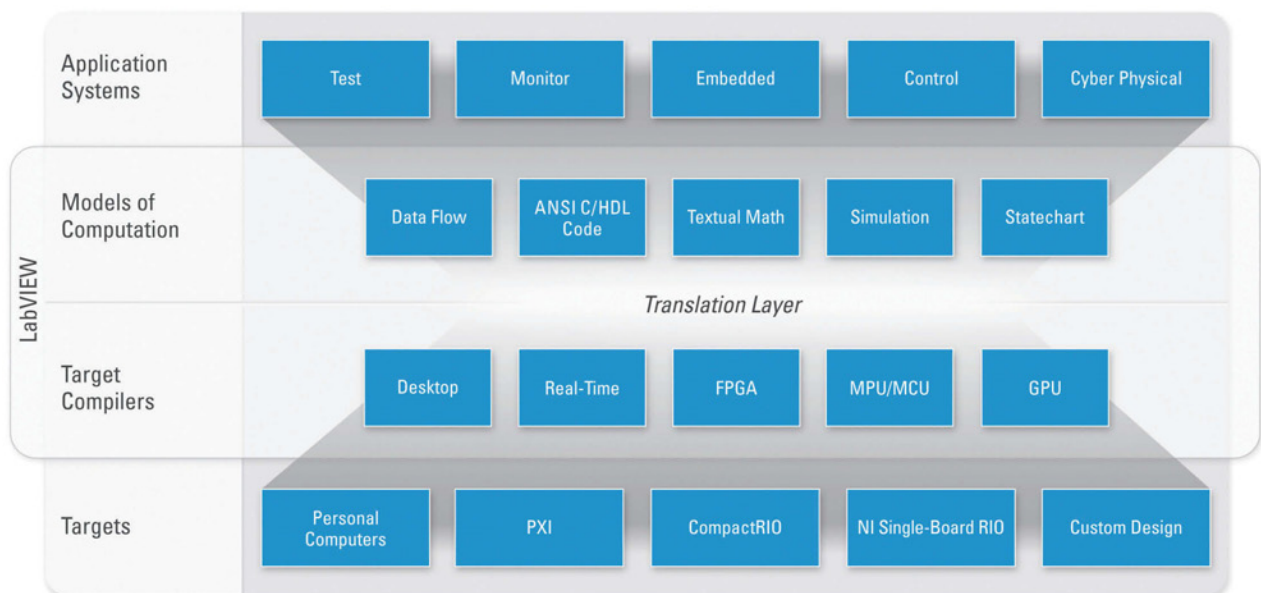 Application
Systems
Test
Monitor
Embedded
Control
Cyber Physical
LabVIEW
Models of
Computation
Data Flow
ANSI C/HDL
Code
Textual Math
Simulation
Statechart
Translation Layer
Target
Compilers
Desktop
Real-Time
FPGA
MPU/MCU
GPU
Targets
Personal
Computers
PXI
CompactRIO
NI Single-Board RIO
Custom Design